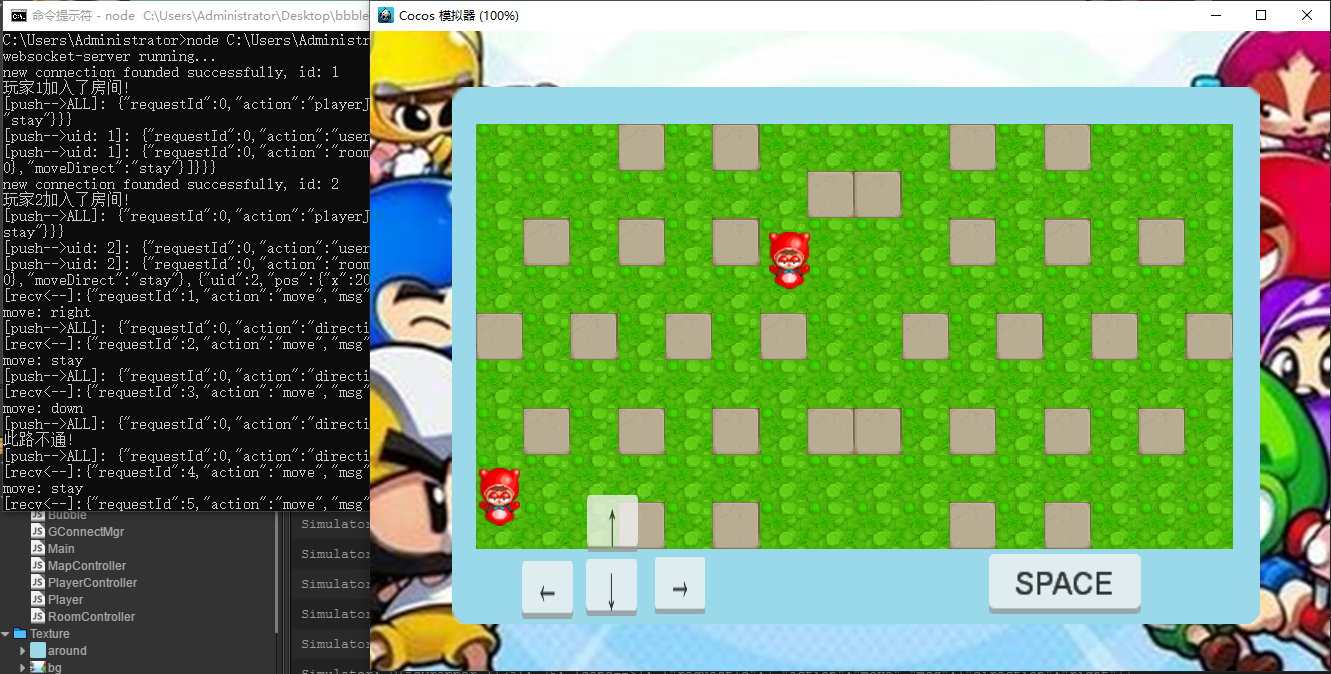 命令提示符 - node C:\Users\Administrator\Desktop\bbble
Cocos 模拟器 (100%)
C:\Users\Administrator>node C:\Users\Administr
websocket-server running...
new connection founded successfully, id: 1
玩家1加入了房间!
[push-->ALL]: {"requestId":0,"action":"playerJ
"stay"}}}
[push-->uid: 1]: {"requestId":0,"action":"user
[push-->uid: 1]: {"requestId":0,"action":"room
0},"moveDirect":"stay"}]}}}
new connection founded successfully, id: 2
玩家2加入了房间!
[push-->ALL]: {"requestId":0,"action":"playerJ
stay"}}}
[push-->uid: 2]: {"requestId":0,"action":"user
[push-->uid: 2]: {"requestId":0,"action":"room
0},"moveDirect":"stay"},{"uid":2,"pos":{"x":20
[recv<--]:{"requestId":1,"action":"move","msg"
move: right
[push-->ALL]: {"requestId":0,"action":"directi
[recv<--]:{"requestId":2,"action":"move","msg"
move: stay
[push-->ALL]: {"requestId":0,"action":"directi
[recv<--]:{"requestId":3,"action":"move","msg"
move: down
[push-->ALL]: {"requestId":0,"action":"directi
此路不通!
[push-->ALL]: {"requestId":0,"action":"directi
[recv<--]:{"requestId":4,"action":"move","msg"
move: stay
[recv<--]:{"requestId":5,"action":"move","msg"
↑
← ↓ →
SPACE
JS Bubble
JS GConnectMgr
JS Main
JS MapController
JS PlayerController
JS Player
JS RoomController
Texture
around
bg
Simulator
Simulator
Simulator
Simulator
Simulator